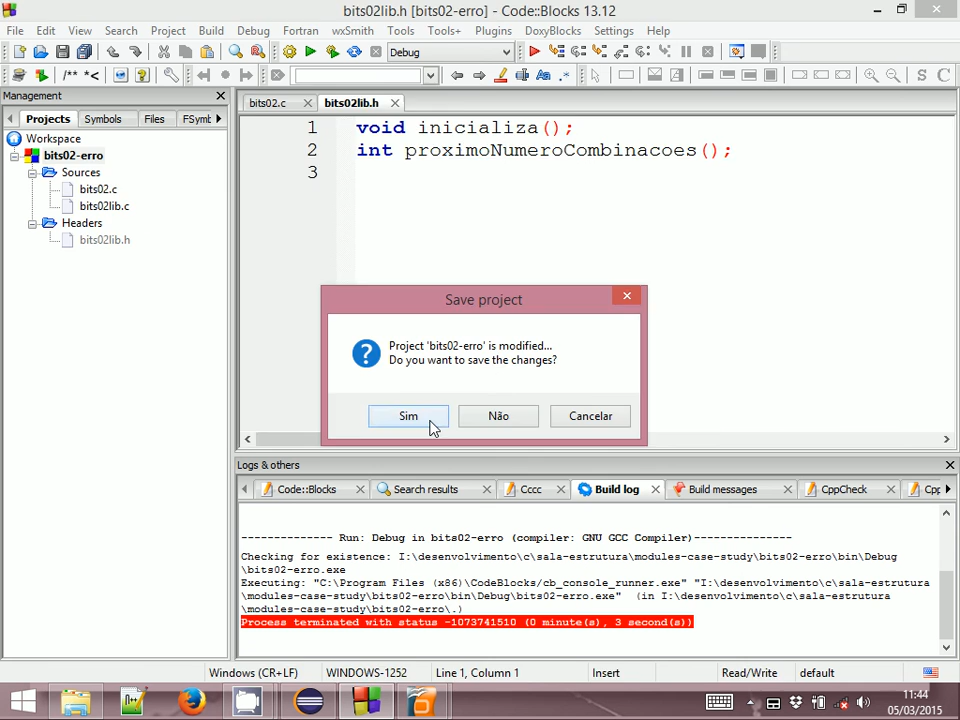 bits02lib.h [bits02-erro] - Code::Blocks 13.12
File Edit View Search Project Build Debug Fortran wxSmith Tools Tools+ Plugins DoxyBlocks Settings Help
Debug
/** *<
S C
Management
Projects Symbols Files FSymb
Workspace
bits02-erro
Sources
bits02.c
bits02lib.c
Headers
bits02lib.h
bits02.c bits02lib.h
1 void inicializa();
2 int proximoNumeroCombinacoes();
3
Save project
Project 'bits02-erro' is modified...
Do you want to save the changes?
Sim Não Cancelar
Logs & others
Code::Blocks Search results Cccc Build log Build messages CppCheck Cpp
-------------- Run: Debug in bits02-erro (compiler: GNU GCC Compiler)---------------
Checking for existence: I:\desenvolvimento\c\sala-estrutura\modules-case-study\bits02-erro\bin\Debug
\bits02-erro.exe
Executing: "C:\Program Files (x86)\CodeBlocks/cb_console_runner.exe" "I:\desenvolvimento\c\sala-estrutura
\modules-case-study\bits02-erro\bin\Debug\bits02-erro.exe"  (in I:\desenvolvimento\c\sala-estrutura
\modules-case-study\bits02-erro\.)
Process terminated with status -1073741510 (0 minute(s), 3 second(s))
Windows (CR+LF) WINDOWS-1252 Line 1, Column 1 Insert Read/Write default
11:44
05/03/2015